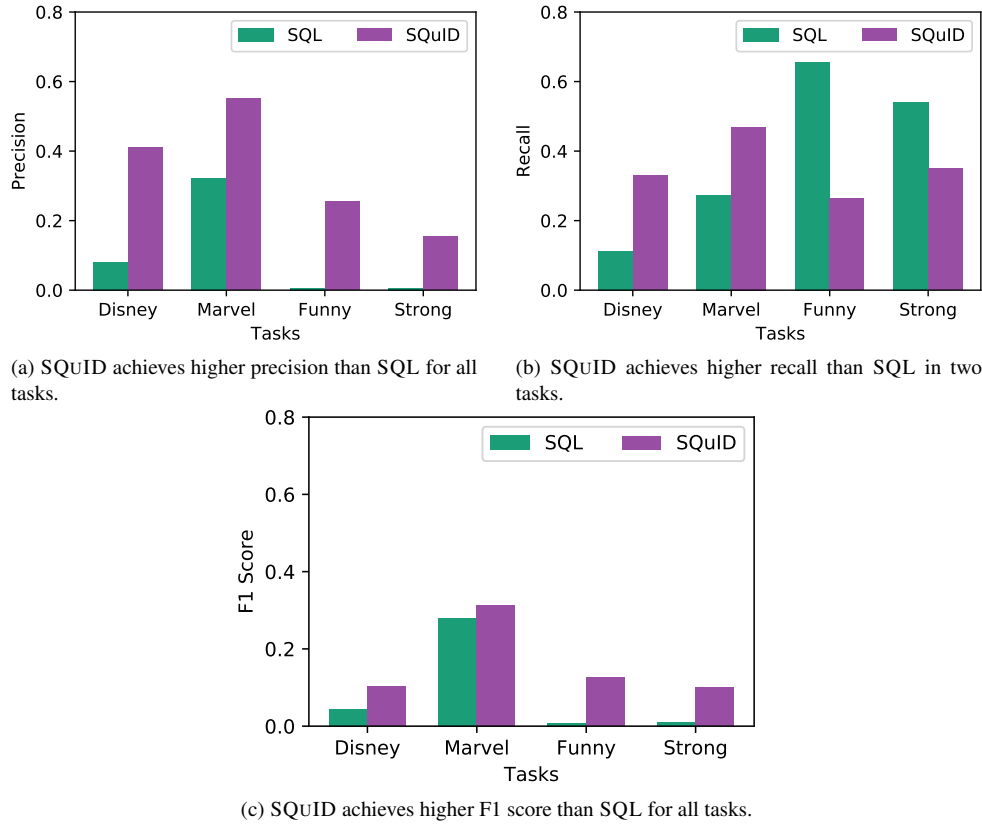 0.8
0.6
0.4
0.2
0.0
Precision
SQL SQuID
Disney Marvel Funny Strong
Tasks
(a) SQUID achieves higher precision than SQL for all
tasks.
0.8
0.6
0.4
0.2
0.0
Recall
SQL SQuID
Disney Marvel Funny Strong
Tasks
(b) SQUID achieves higher recall than SQL in two
tasks.
0.8
0.6
0.4
0.2
0.0
F1 Score
SQL SQuID
Disney Marvel Funny Strong
Tasks
(c) SQUID achieves higher F1 score than SQL for all tasks.